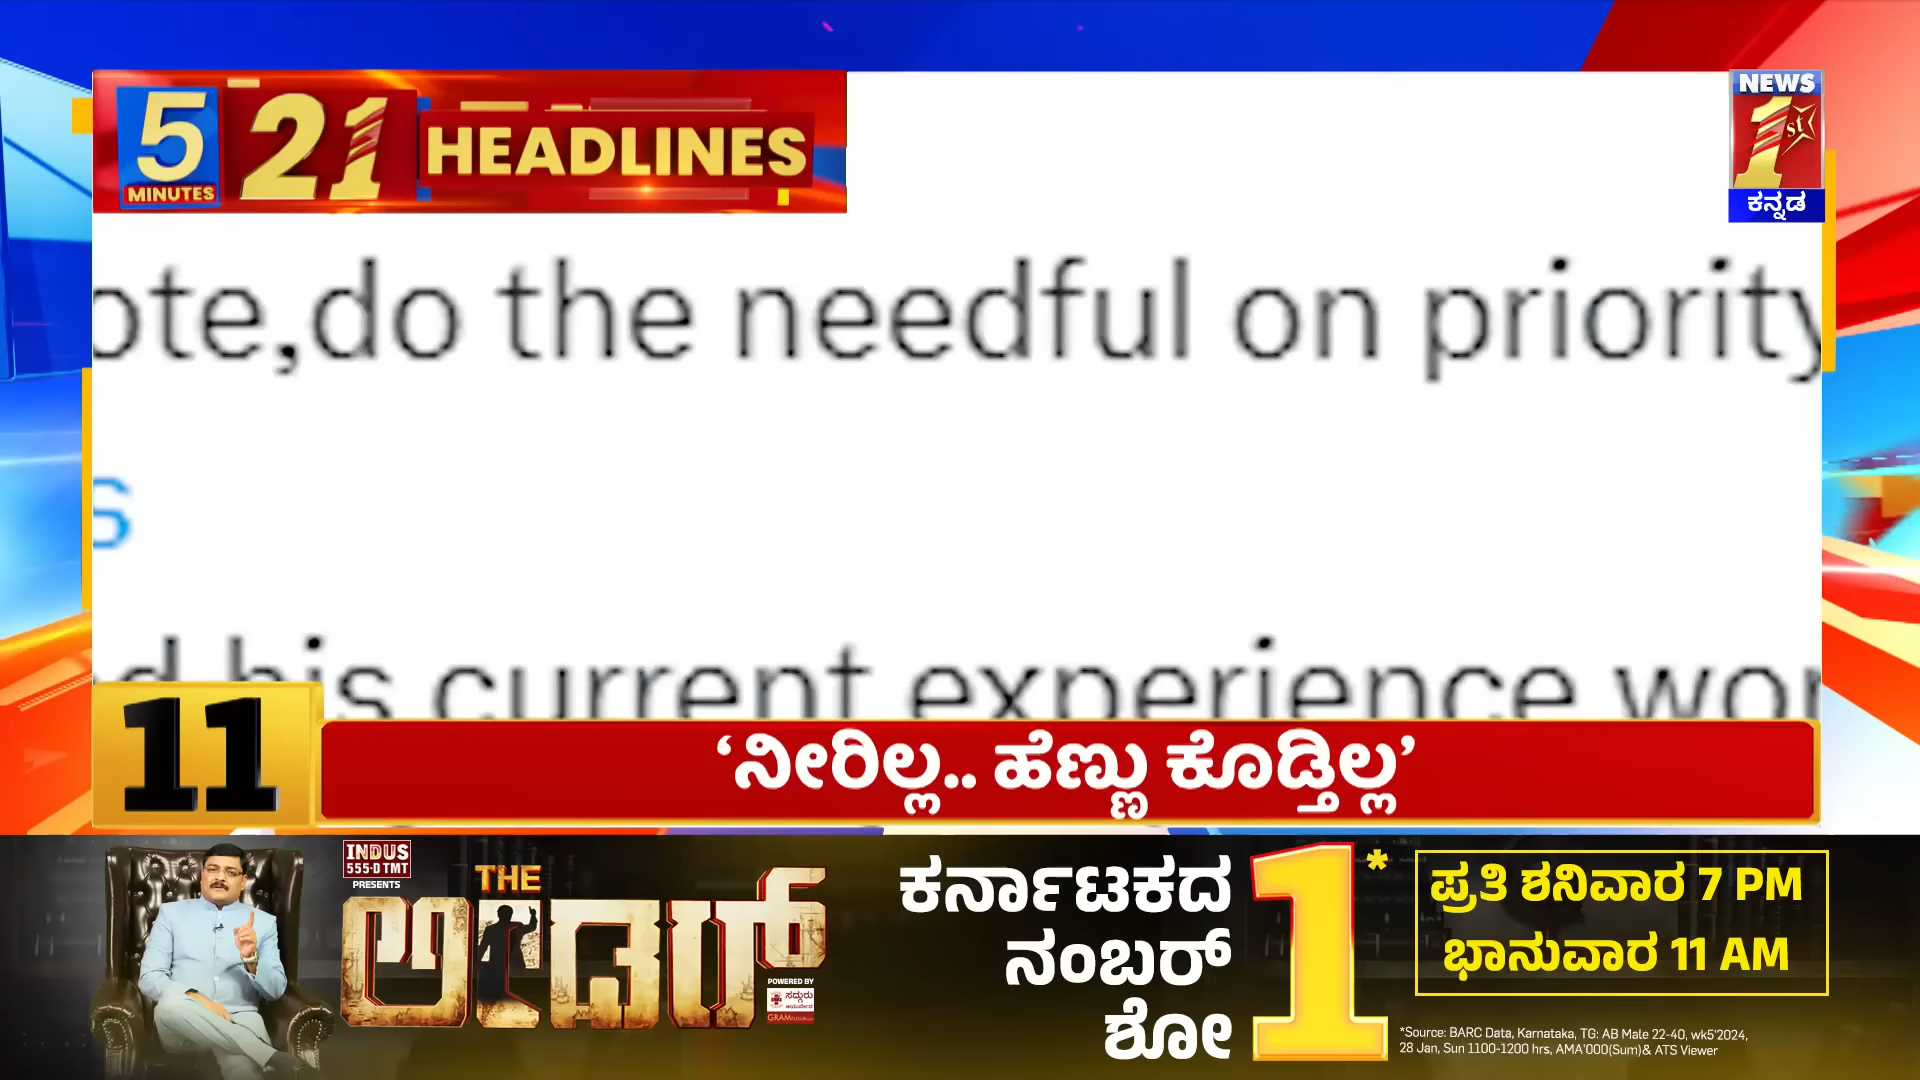 5
MINUTES
21
HEADLINES
NEWS
1st
ಕನ್ನಡ
ote,do the needful on priority
s
d his current experience wor
11
‘ನೀರಿಲ್ಲ.. ಹೆಣ್ಣು ಕೊಡ್ತಿಲ್ಲ’
INDUS
555-D TMT
PRESENTS
THE
POWERED BY
ಸದ್ಗುರು
ಕರ್ನಾಟಕದ
ನಂಬರ್
ಶೋ
1*
ಪ್ರತಿ ಶನಿವಾರ 7 PM
ಭಾನುವಾರ 11 AM
*Source: BARC Data, Karnataka, TG: AB Male 22-40, wk5'2024,
28 Jan, Sun 1100-1200 hrs, AMA'000(Sum)& ATS Viewer